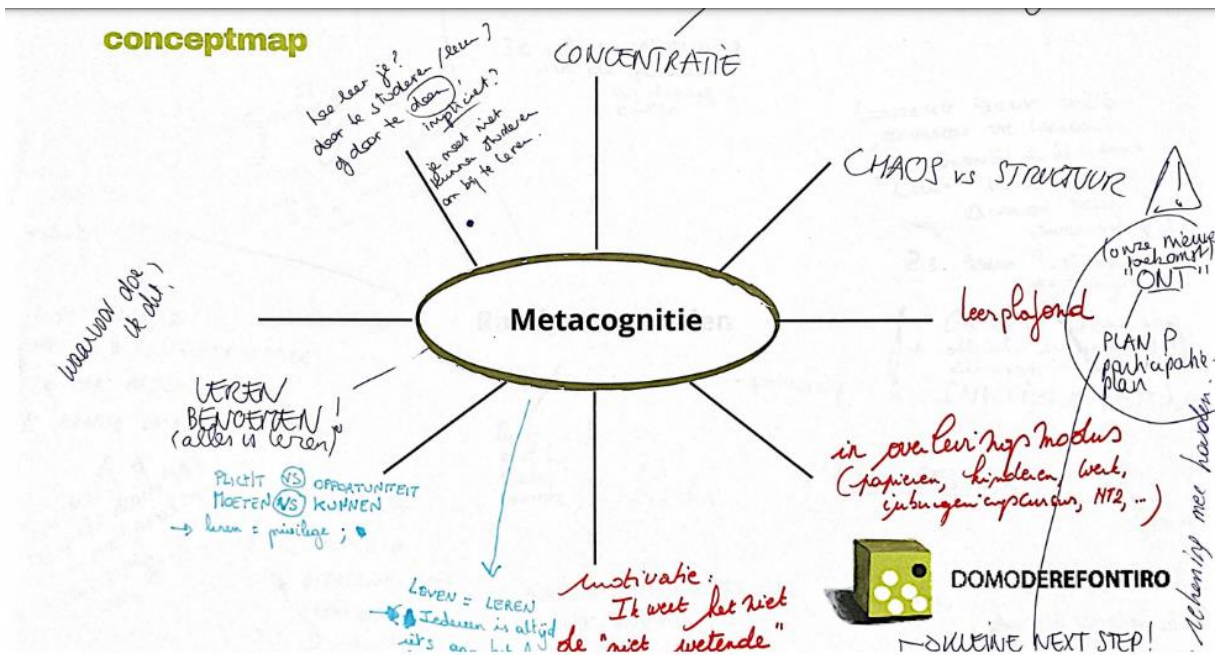 conceptmap
hoe leer je?
door te studeren (leren)
of door te doen,
impliciet?
je moet niet
kunnen studeren
om bij te leren.
CONCENTRATIE
CHAOS vs STRUCTUUR
!
(onze nieuwe
toekomst)
"ONT"
PLAN P
participatie
plan
leerplafond
Metacognitie
waarvoor doe
ik dit,
LEREN
BENOEMEN!
(alles is leren)
PLICHT VS OPPORTUNITEIT
MOETEN VS KUNNEN
→ leren = privilege ;
in overlevingsmodus
(papieren, kinderen, werk,
inburgeringscursus, NT2, ...)
LEVEN = LEREN
→ Iedereen is altijd
iets aan het
motivatie:
Ik weet het niet
de "niet wetende"
DOMODEREFONTIRO
KLEINE NEXT STEP!
rekening mee houden.